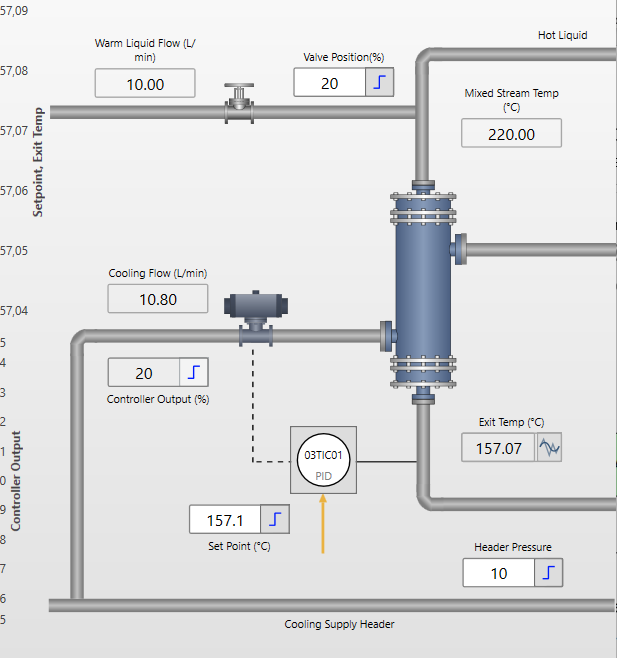 57,09
57,08
57,07
57,06
57,05
57,04
5
4
3
2
1
0
9
8
7
6
5
Setpoint, Exit Temp
Controller Output
Hot Liquid
Warm Liquid Flow (L/
min)
10.00
Valve Position(%)
20
Mixed Stream Temp
(°C)
220.00
Cooling Flow (L/min)
10.80
20
Controller Output (%)
Exit Temp (°C)
157.07
03TIC01
PID
157.1
Set Point (°C)
Header Pressure
10
Cooling Supply Header